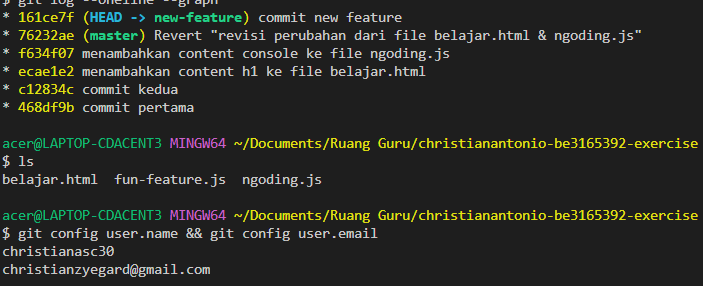 $ git log --oneline --graph
* 161ce7f (HEAD -> new-feature) commit new feature
* 76232ae (master) Revert "revisi perubahan dari file belajar.html & ngoding.js"
* f634f07 menambahkan content console ke file ngoding.js
* ecae1e2 menambahkan content h1 ke file belajar.html
* c12834c commit kedua
* 468df9b commit pertama
acer@LAPTOP-CDACENT3 MINGW64 ~/Documents/Ruang Guru/christianantonio-be3165392-exercise
$ ls
belajar.html fun-feature.js ngoding.js
acer@LAPTOP-CDACENT3 MINGW64 ~/Documents/Ruang Guru/christianantonio-be3165392-exercise
$ git config user.name && git config user.email
christianasc30
christianzyegard@gmail.com